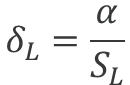 δ_L = α / S_L